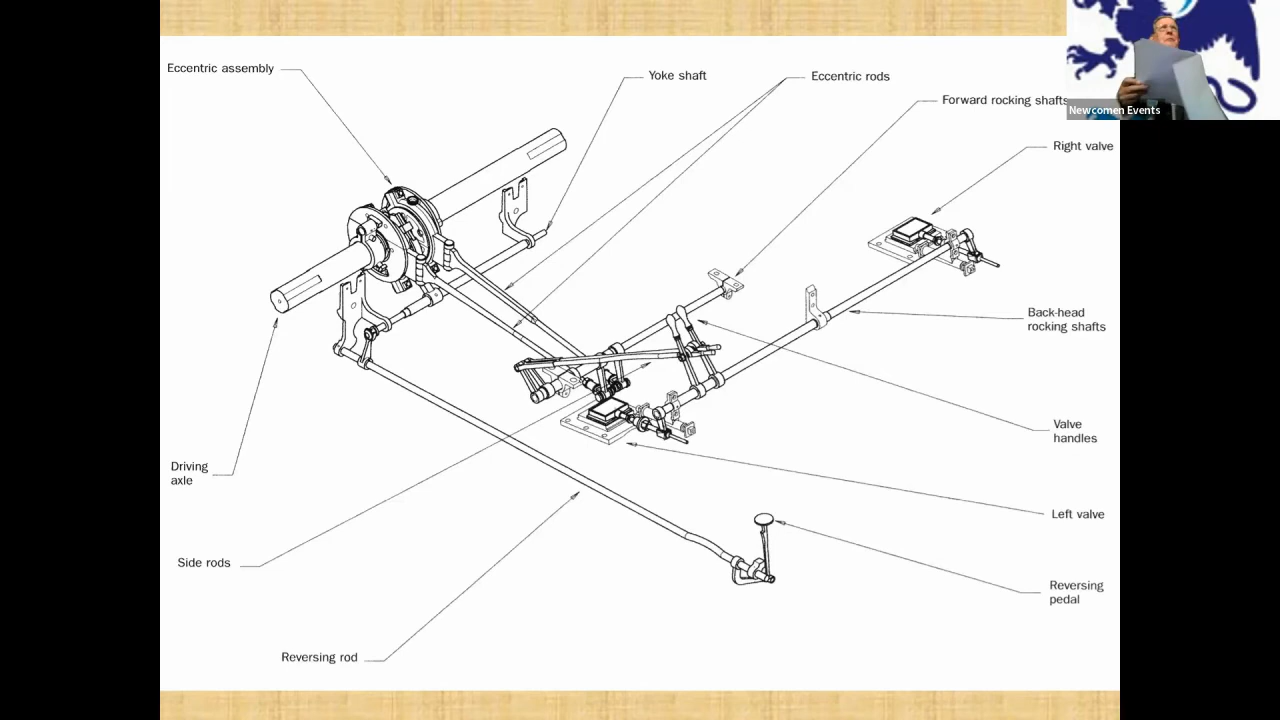 Eccentric assembly
Yoke shaft
Eccentric rods
Forward rocking shafts
Newcomen Events
Right valve
Back-head
rocking shafts
Valve
handles
Driving
axle
Left valve
Side rods
Reversing
pedal
Reversing rod